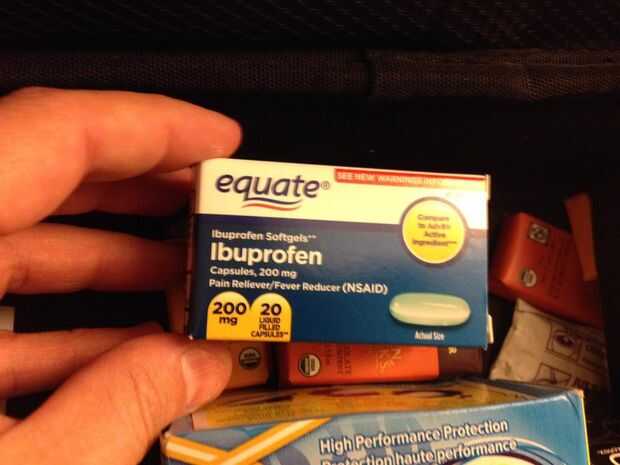 equate®
SEE NEW WARNINGS
Compare
to Advil®
Active
Ingredient***
Ibuprofen Softgels**
Ibuprofen
Capsules, 200 mg
Pain Reliever/Fever Reducer (NSAID)
200
mg
20
LIQUID
FILLED
CAPSULES**
Actual Size
High Performance Protection
Protection haute performance